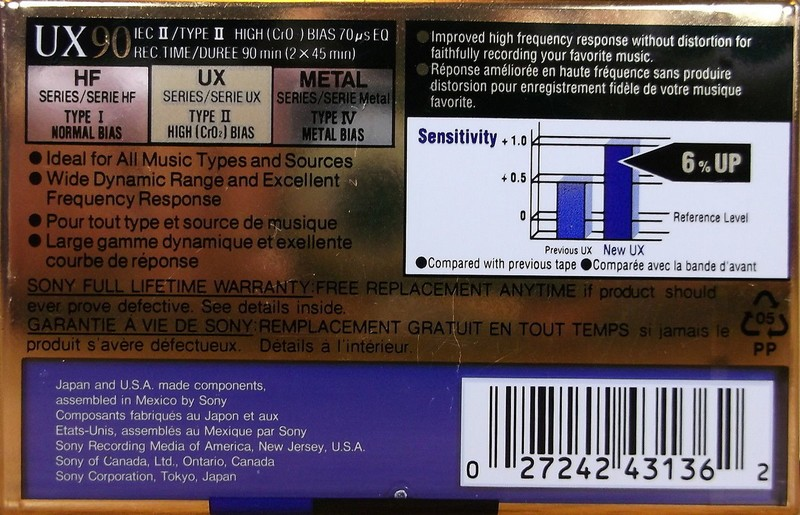 UX 90 IEC II/TYPE II HIGH (CrO ) BIAS 70μs EQ
REC TIME/DUREE 90 min (2 × 45 min)
HF
SERIES/SERIE HF
TYPE I
NORMAL BIAS
UX
SERIES/SERIE UX
TYPE II
HIGH (CrO2) BIAS
METAL
SERIES/SERIE Metal
TYPE IV
METAL BIAS
● Ideal for All Music Types and Sources
● Wide Dynamic Range and Excellent
Frequency Response
● Pour tout type et source de musique
● Large gamme dynamique et exellente
courbe de réponse
● Improved high frequency response without distortion for
faithfully recording your favorite music.
● Réponse améliorée en haute fréquence sans produire
distorsion pour enregistrement fidèle de votre musique
favorite.
Sensitivity
+ 1.0
+ 0.5
0
6 % UP
Reference Level
Previous UX
New UX
●Compared with previous tape ●Comparée avec la bande d'avant
SONY FULL LIFETIME WARRANTY:FREE REPLACEMENT ANYTIME if product should
ever prove defective. See details inside.
GARANTIE À VIE DE SONY:REMPLACEMENT GRATUIT EN TOUT TEMPS si jamais le
produit s'avère défectueux. Détails à l'intérieur.
05
PP
Japan and U.S.A. made components,
assembled in Mexico by Sony
Composants fabriqués au Japon et aux
Etats-Unis, assemblés au Mexique par Sony
Sony Recording Media of America, New Jersey, U.S.A.
Sony of Canada, Ltd., Ontario, Canada
Sony Corporation, Tokyo, Japan
0 27242 43136 2